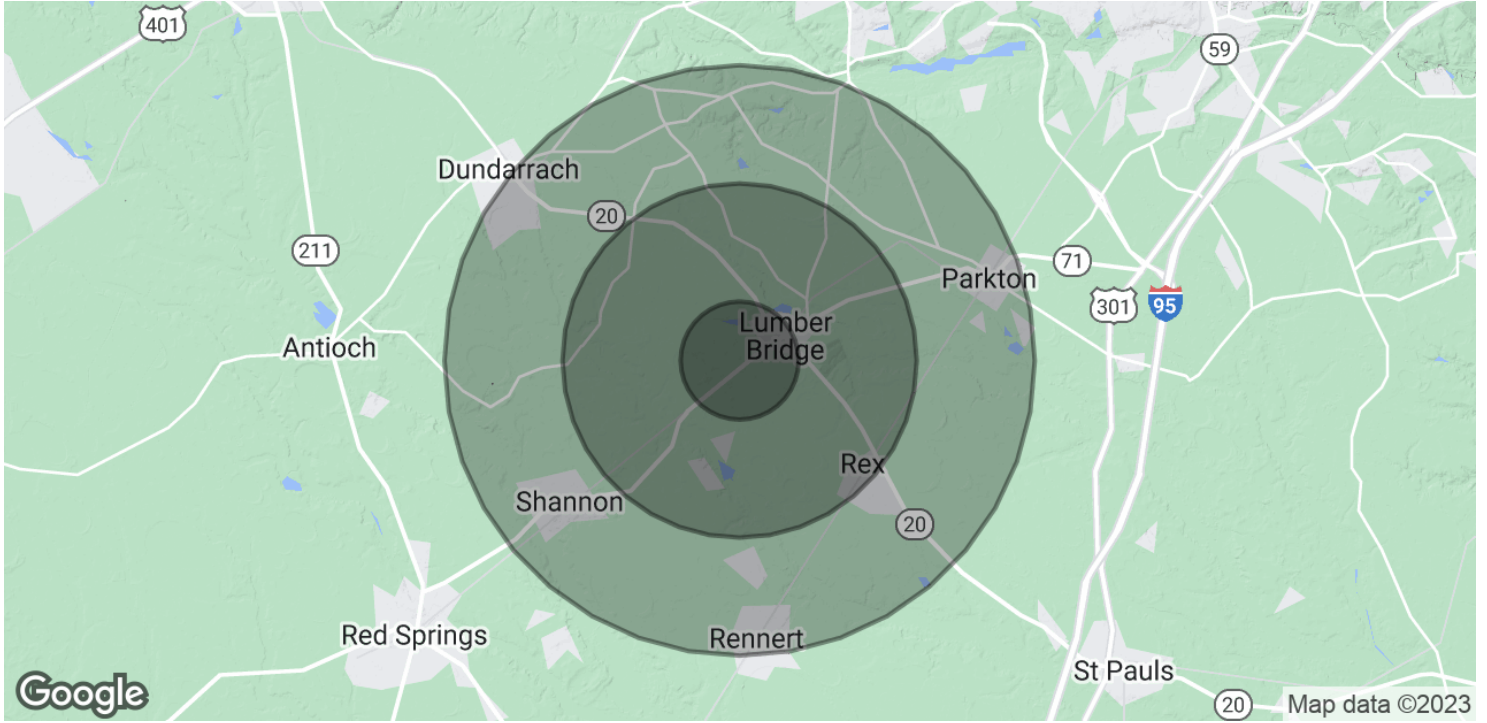 401
59
Dundarrach
20
211
71
Parkton
301
95
Lumber
Bridge
Antioch
Rex
Shannon
20
Red Springs
Rennert
St Pauls
Google
20
Map data ©2023